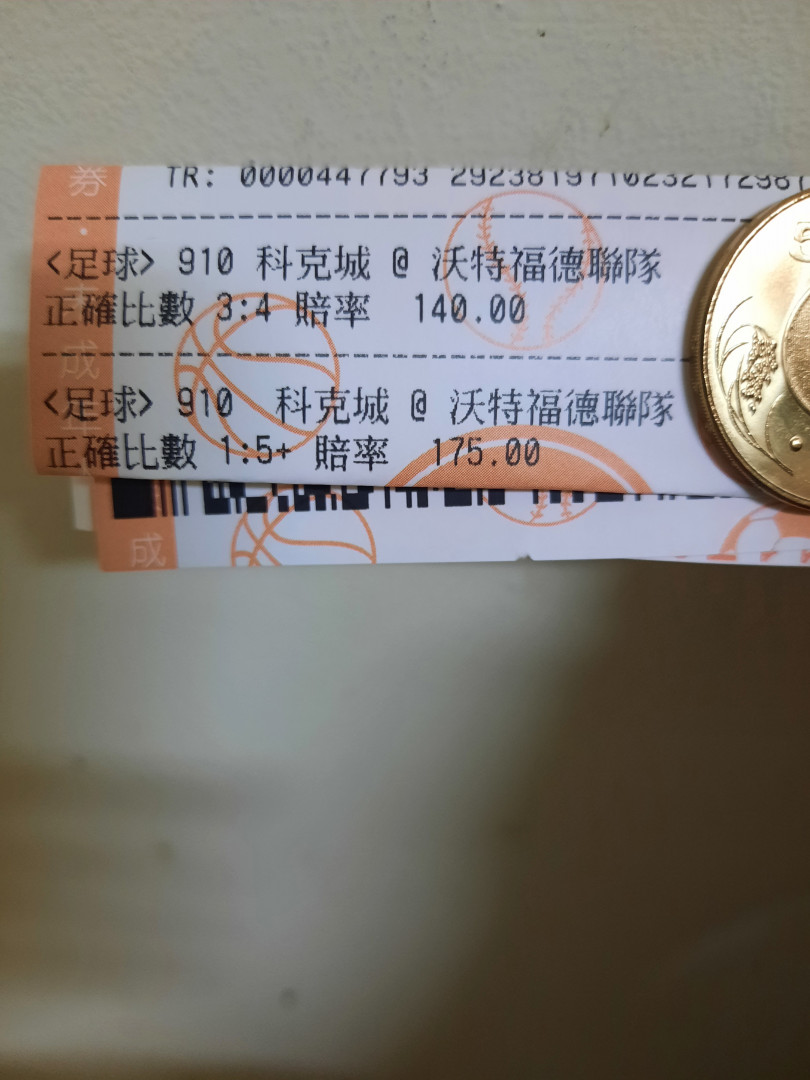 券・
TR: 0000447793
<足球> 910 科克城 @ 沃特福德聯隊
正確比數 3:4 賠率 140.00
<足球> 910 科克城 @ 沃特福德聯隊
正確比數 1:5+ 賠率 175.00
成